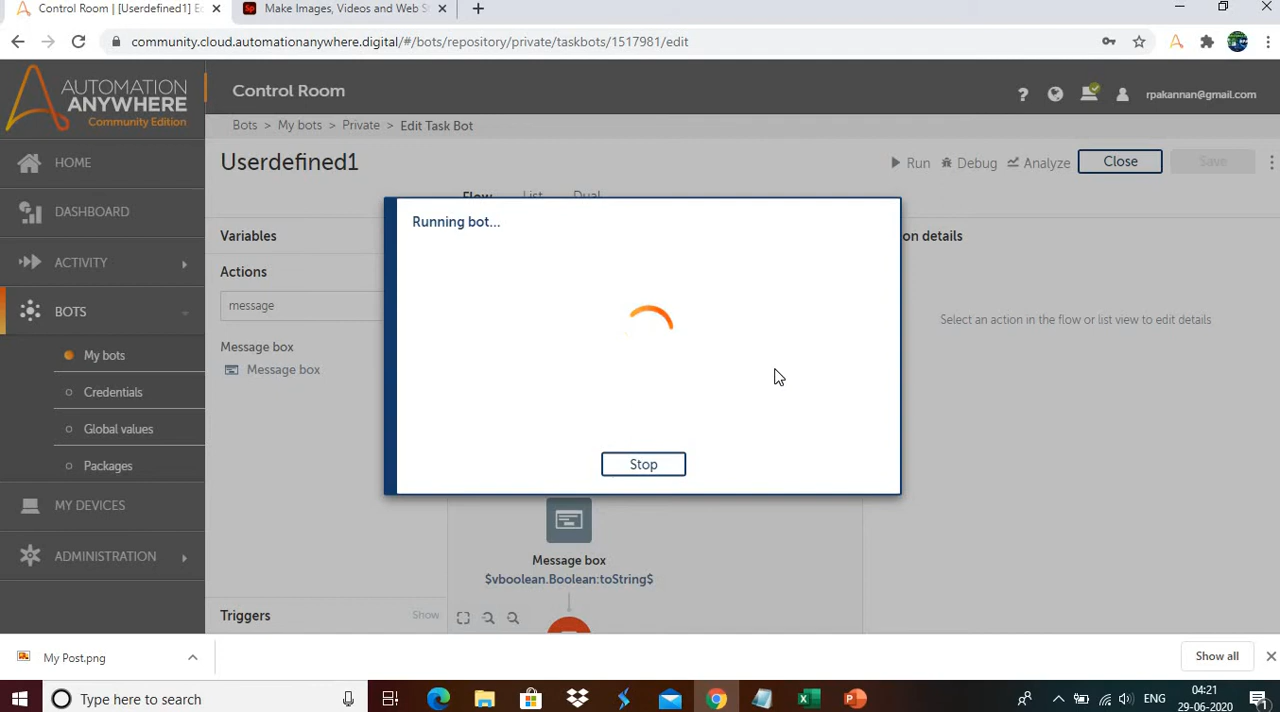 Control Room | [Userdefined1] Ec
Make Images, Videos and Web S
community.cloud.automationanywhere.digital/#/bots/repository/private/taskbots/1517981/edit
AUTOMATION
ANYWHERE
Community Edition
Control Room
rpakannan@gmail.com
Bots > My bots > Private > Edit Task Bot
HOME
Userdefined1
Run
Debug
Analyze
Close
Save
Flow
List
Dual
DASHBOARD
Running bot...
Variables
on details
ACTIVITY
Actions
message
BOTS
Select an action in the flow or list view to edit details
Message box
Message box
My bots
Credentials
Global values
Packages
Stop
MY DEVICES
ADMINISTRATION
Message box
$vboolean.Boolean:toString$
Triggers
Show
My Post.png
Show all
Type here to search
ENG
04:21
29-06-2020